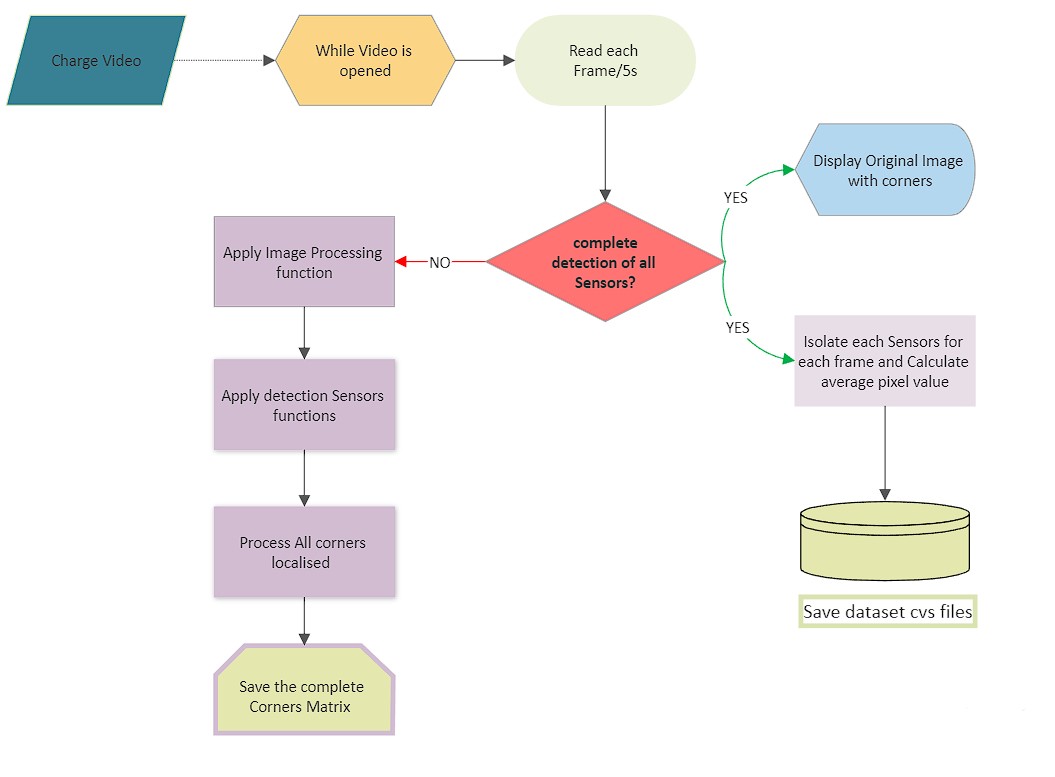 Charge Video
While Video is
opened
Read each
Frame/5s
Display Original Image
with corners
YES
complete
detection of all
Sensors?
NO
Apply Image Processing
function
YES
Isolate each Sensors for
each frame and Calculate
average pixel value
Apply detection Sensors
functions
Process All corners
localised
Save dataset cvs files
Save the complete
Corners Matrix